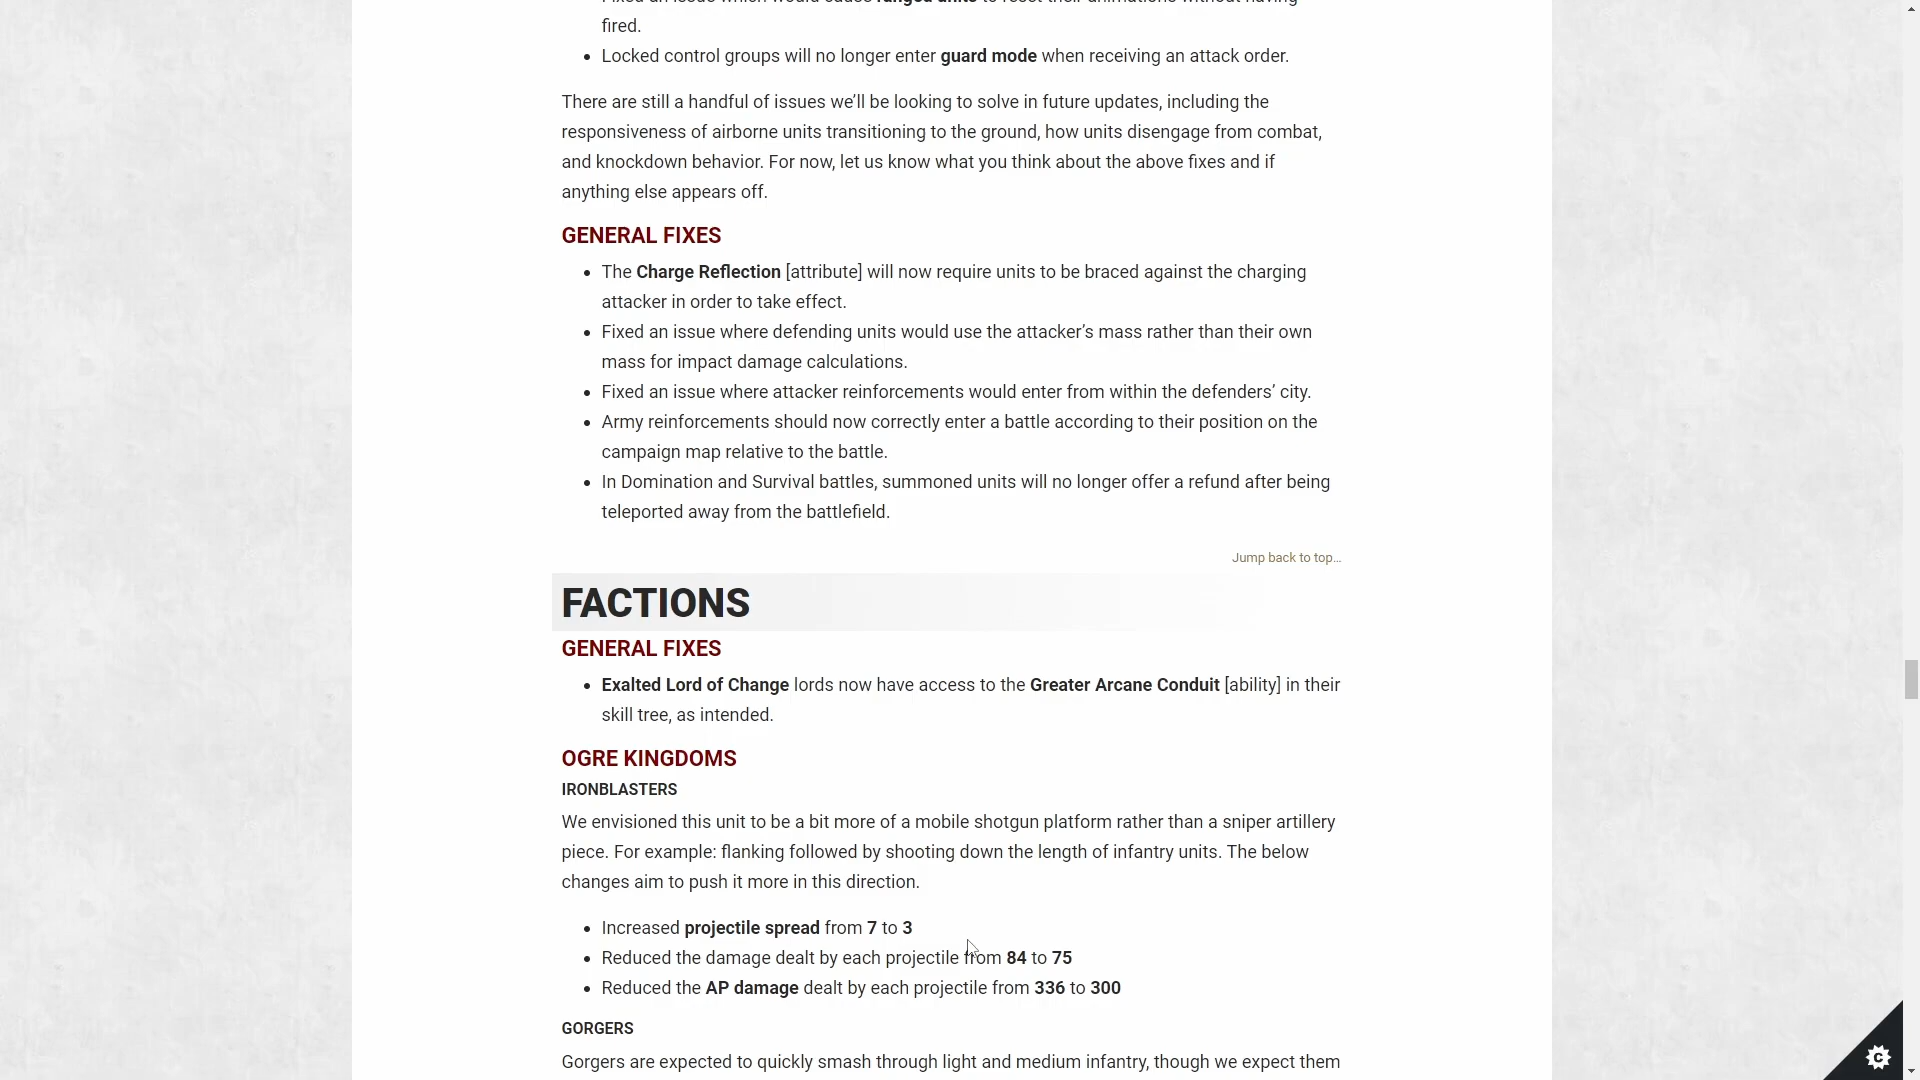 fired.
• Locked control groups will no longer enter guard mode when receiving an attack order.
There are still a handful of issues we’ll be looking to solve in future updates, including the
responsiveness of airborne units transitioning to the ground, how units disengage from combat,
and knockdown behavior. For now, let us know what you think about the above fixes and if
anything else appears off.
GENERAL FIXES
• The Charge Reflection [attribute] will now require units to be braced against the charging
attacker in order to take effect.
• Fixed an issue where defending units would use the attacker’s mass rather than their own
mass for impact damage calculations.
• Fixed an issue where attacker reinforcements would enter from within the defenders’ city.
• Army reinforcements should now correctly enter a battle according to their position on the
campaign map relative to the battle.
• In Domination and Survival battles, summoned units will no longer offer a refund after being
teleported away from the battlefield.
Jump back to top…
FACTIONS
GENERAL FIXES
• Exalted Lord of Change lords now have access to the Greater Arcane Conduit [ability] in their
skill tree, as intended.
OGRE KINGDOMS
IRONBLASTERS
We envisioned this unit to be a bit more of a mobile shotgun platform rather than a sniper artillery
piece. For example: flanking followed by shooting down the length of infantry units. The below
changes aim to push it more in this direction.
• Increased projectile spread from 7 to 3
• Reduced the damage dealt by each projectile from 84 to 75
• Reduced the AP damage dealt by each projectile from 336 to 300
GORGERS
Gorgers are expected to quickly smash through light and medium infantry, though we expect them